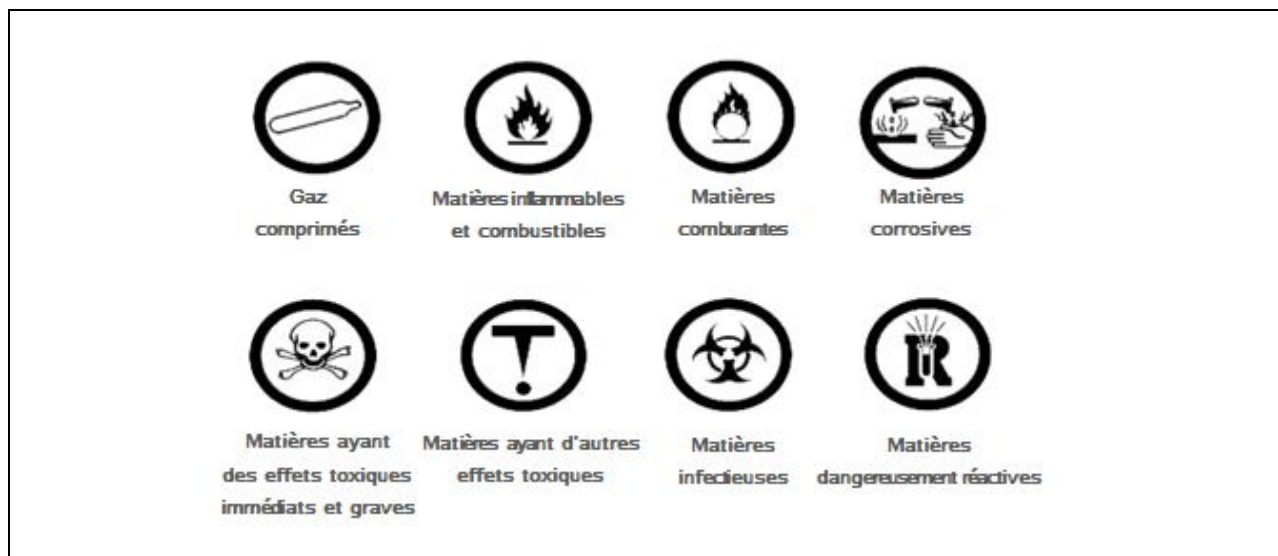 Gaz
comprimés
Matières inflammables
et combustibles
Matières
comburantes
Matières
corrosives
Matières ayant
des effets toxiques
immédiats et graves
Matières ayant d'autres
effets toxiques
Matières
infectieuses
Matières
dangereusement réactives